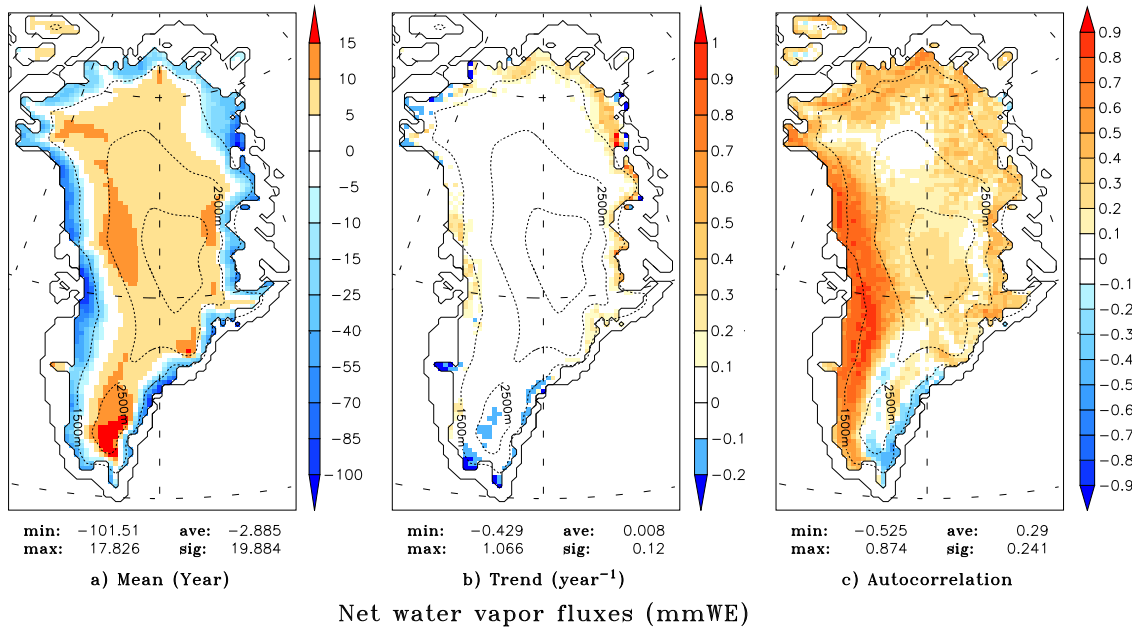 15
10
5
0
−5
−10
−15
−25
−40
−55
−70
−85
−100
2500m
2500m
1500m
min: −101.51 ave: −2.885
max: 17.826 sig: 19.884
a) Mean (Year)
1
0.9
0.8
0.7
0.6
0.5
0.4
0.3
0.2
0.1
0
−0.1
−0.2
2500m
2500m
1500m
min: −0.429 ave: 0.008
max: 1.066 sig: 0.12
b) Trend (year−1)
0.9
0.8
0.7
0.6
0.5
0.4
0.3
0.2
0.1
0
−0.1
−0.2
−0.3
−0.4
−0.5
−0.6
−0.7
−0.8
−0.9
2500m
2500m
1500m
min: −0.525 ave: 0.29
max: 0.874 sig: 0.241
c) Autocorrelation
Net water vapor fluxes (mmWE)